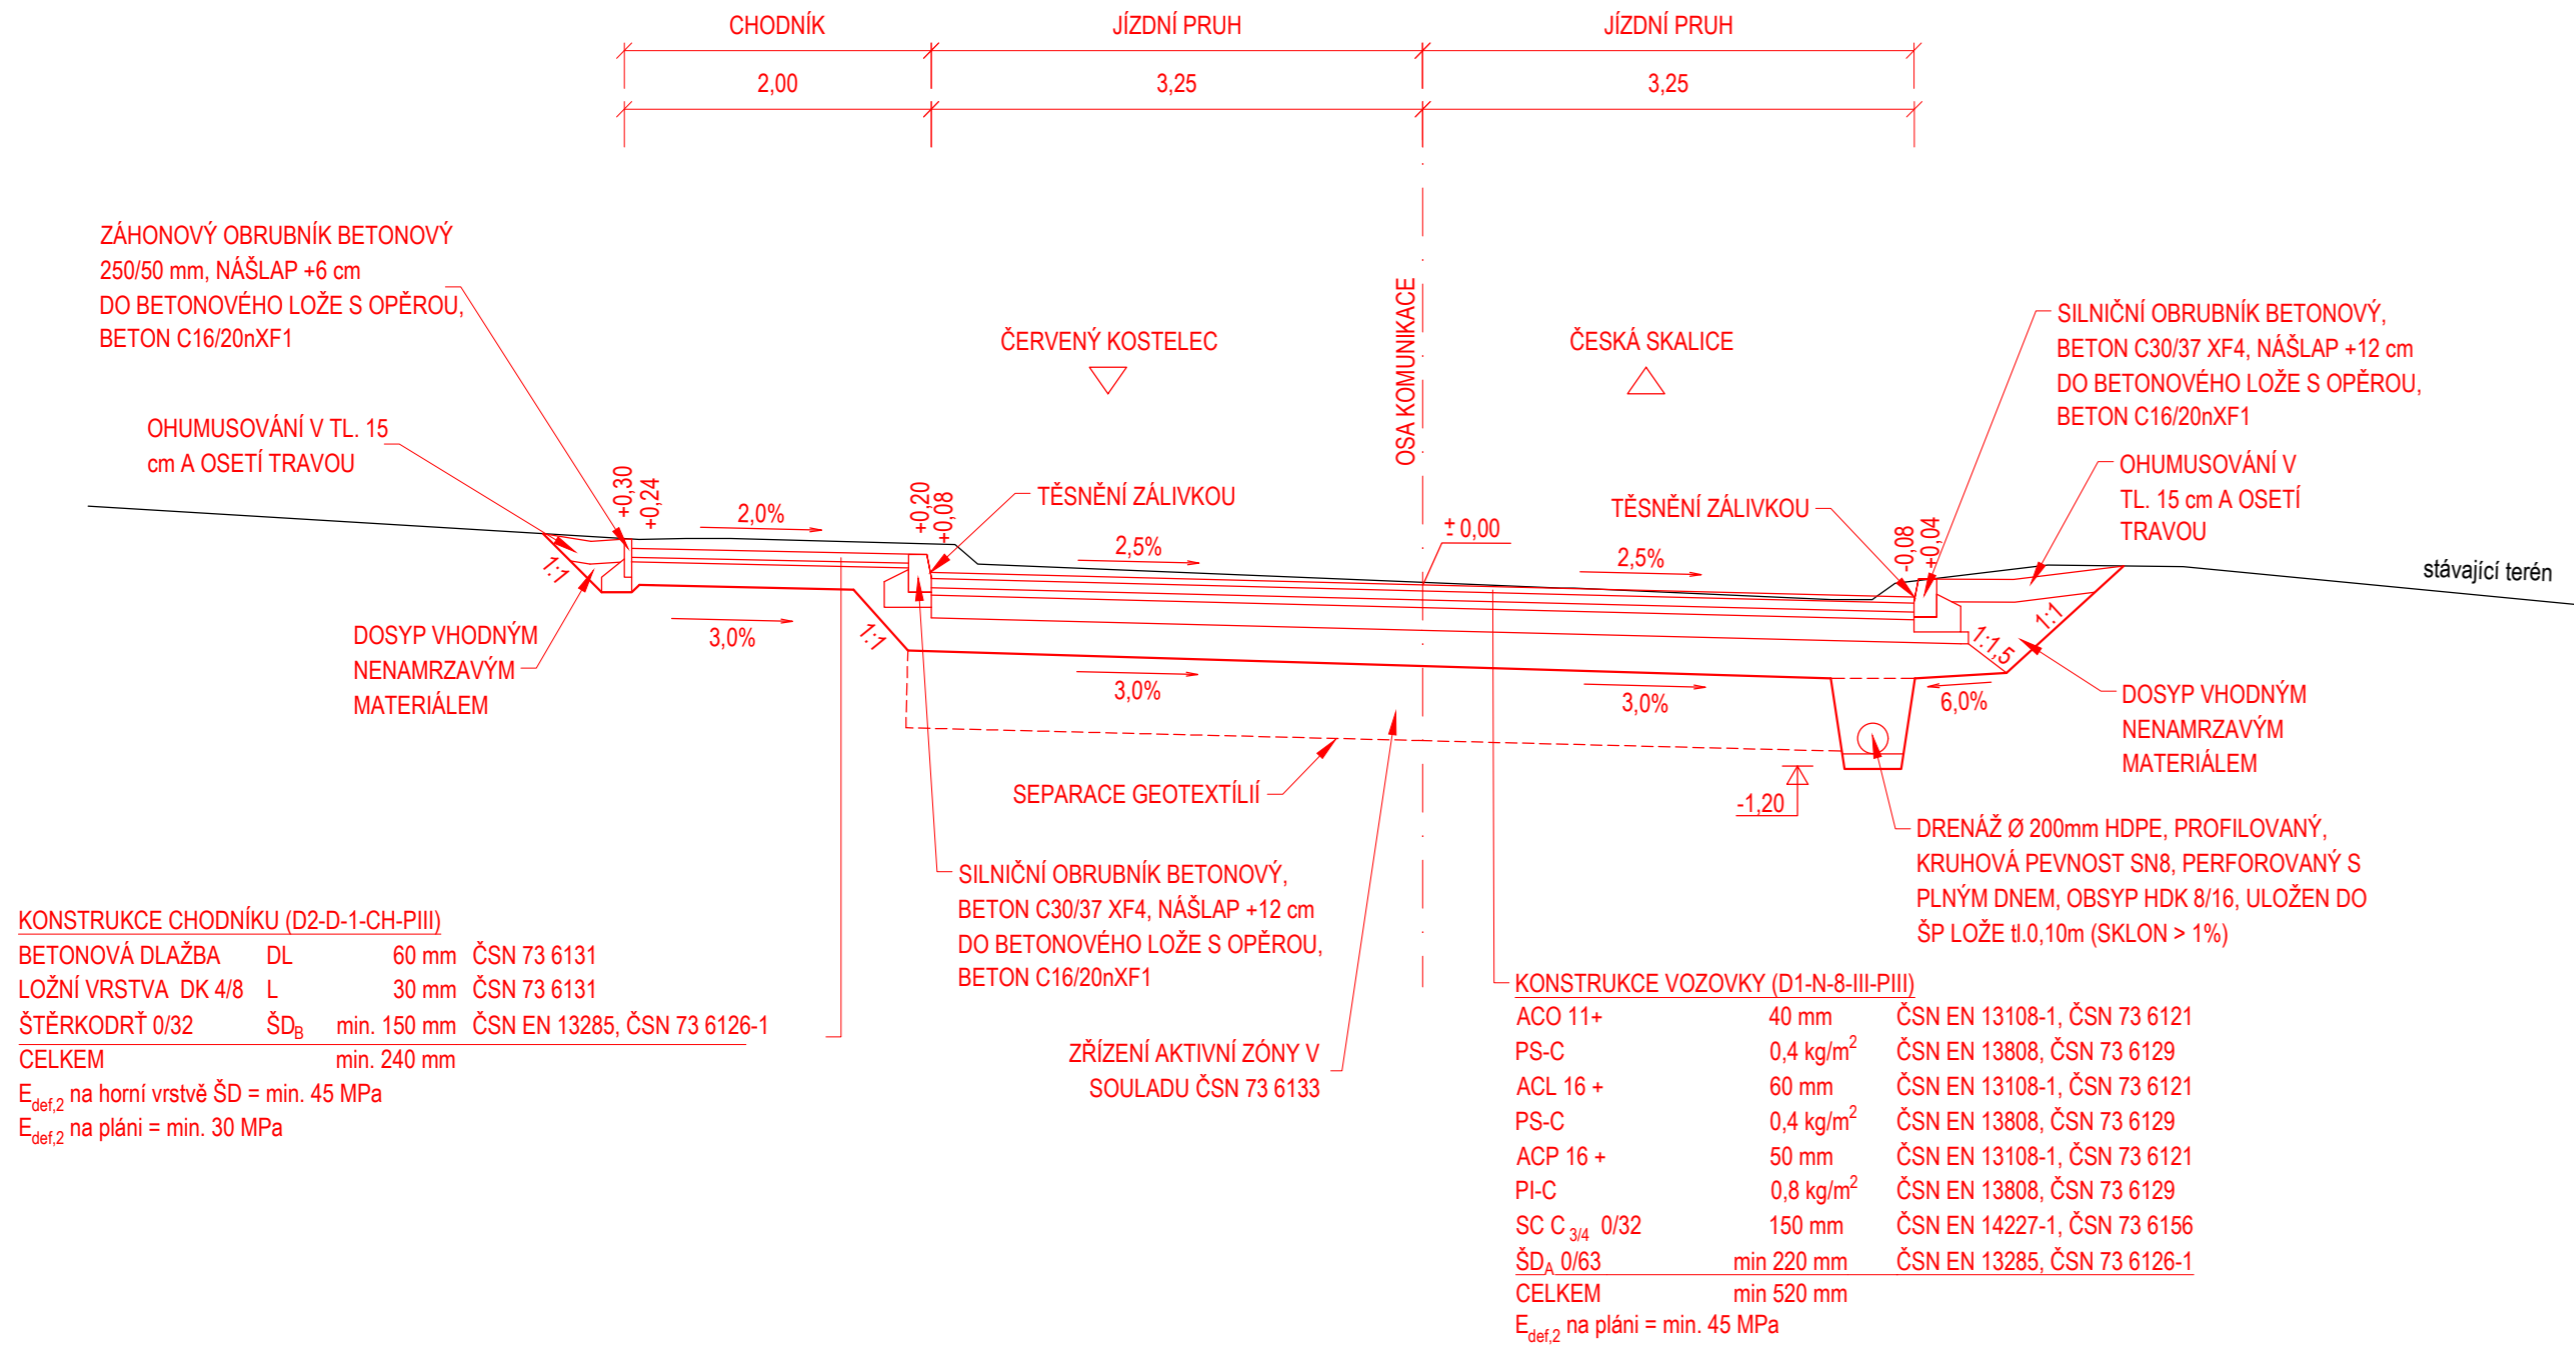 CHODNÍK
JÍZDNÍ PRUH
JÍZDNÍ PRUH
2,00
3,25
3,25
ZÁHONOVÝ OBRUBNÍK BETONOVÝ
250/50 mm, NÁŠLAP +6 cm
DO BETONOVÉHO LOŽE S OPĚROU,
BETON C16/20nXF1
OHUMUSOVÁNÍ V TL. 15
cm A OSETÍ TRAVOU
DOSYP VHODNÝM
NENAMRZAVÝM
MATERIÁLEM
1:1
+0,30
+0,24
2,0%
3,0%
1:1
+0,20
+0,08
TĚSNĚNÍ ZÁLIVKOU
ČERVENÝ KOSTELEC
2,5%
3,0%
OSA KOMUNIKACE
± 0,00
ČESKÁ SKALICE
TĚSNĚNÍ ZÁLIVKOU
2,5%
3,0%
-0,08
+0,04
SILNIČNÍ OBRUBNÍK BETONOVÝ,
BETON C30/37 XF4, NÁŠLAP +12 cm
DO BETONOVÉHO LOŽE S OPĚROU,
BETON C16/20nXF1
OHUMUSOVÁNÍ V
TL. 15 cm A OSETÍ
TRAVOU
stávající terén
1:1
1:1,5
6,0%
DOSYP VHODNÝM
NENAMRZAVÝM
MATERIÁLEM
SEPARACE GEOTEXTÍLIÍ
-1,20
DRENÁŽ Ø 200mm HDPE, PROFILOVANÝ,
KRUHOVÁ PEVNOST SN8, PERFOROVANÝ S
PLNÝM DNEM, OBSYP HDK 8/16, ULOŽEN DO
ŠP LOŽE tl.0,10m (SKLON > 1%)
SILNIČNÍ OBRUBNÍK BETONOVÝ,
BETON C30/37 XF4, NÁŠLAP +12 cm
DO BETONOVÉHO LOŽE S OPĚROU,
BETON C16/20nXF1
ZŘÍZENÍ AKTIVNÍ ZÓNY V
SOULADU ČSN 73 6133
KONSTRUKCE CHODNÍKU (D2-D-1-CH-PIII)
BETONOVÁ DLAŽBA DL 60 mm ČSN 73 6131
LOŽNÍ VRSTVA DK 4/8 L 30 mm ČSN 73 6131
ŠTĚRKODRŤ 0/32 ŠD_B min. 150 mm ČSN EN 13285, ČSN 73 6126-1
CELKEM min. 240 mm
E_def,2 na horní vrstvě ŠD = min. 45 MPa
E_def,2 na pláni = min. 30 MPa
KONSTRUKCE VOZOVKY (D1-N-8-III-PIII)
ACO 11+ 40 mm ČSN EN 13108-1, ČSN 73 6121
PS-C 0,4 kg/m² ČSN EN 13808, ČSN 73 6129
ACL 16 + 60 mm ČSN EN 13108-1, ČSN 73 6121
PS-C 0,4 kg/m² ČSN EN 13808, ČSN 73 6129
ACP 16 + 50 mm ČSN EN 13108-1, ČSN 73 6121
PI-C 0,8 kg/m² ČSN EN 13808, ČSN 73 6129
SC C 3/4 0/32 150 mm ČSN EN 14227-1, ČSN 73 6156
ŠD_A 0/63 min 220 mm ČSN EN 13285, ČSN 73 6126-1
CELKEM min 520 mm
E_def,2 na pláni = min. 45 MPa